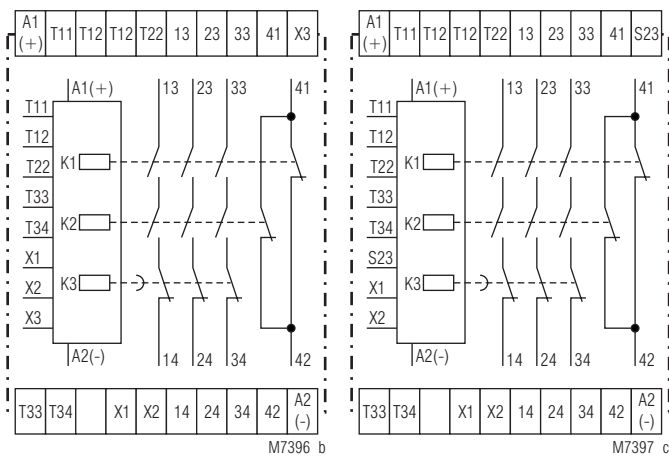 A1 (+) T11 T12 T12 T22 13 23 33 41 X3
A1(+) 13 23 33 41
T11
T12
T22
T33
T34
X1
X2
X3
K1
K2
K3
A2(-) 14 24 34 42
T33 T34 X1 X2 14 24 34 42 A2 (-)
M7396 b
A1 (+) T11 T12 T12 T22 13 23 33 41 S23
A1(+) 13 23 33 41
T11
T12
T22
T33
T34
S23
X1
X2
K1
K2
K3
A2(-) 14 24 34 42
T33 T34 X1 X2 14 24 34 42 A2 (-)
M7397 c